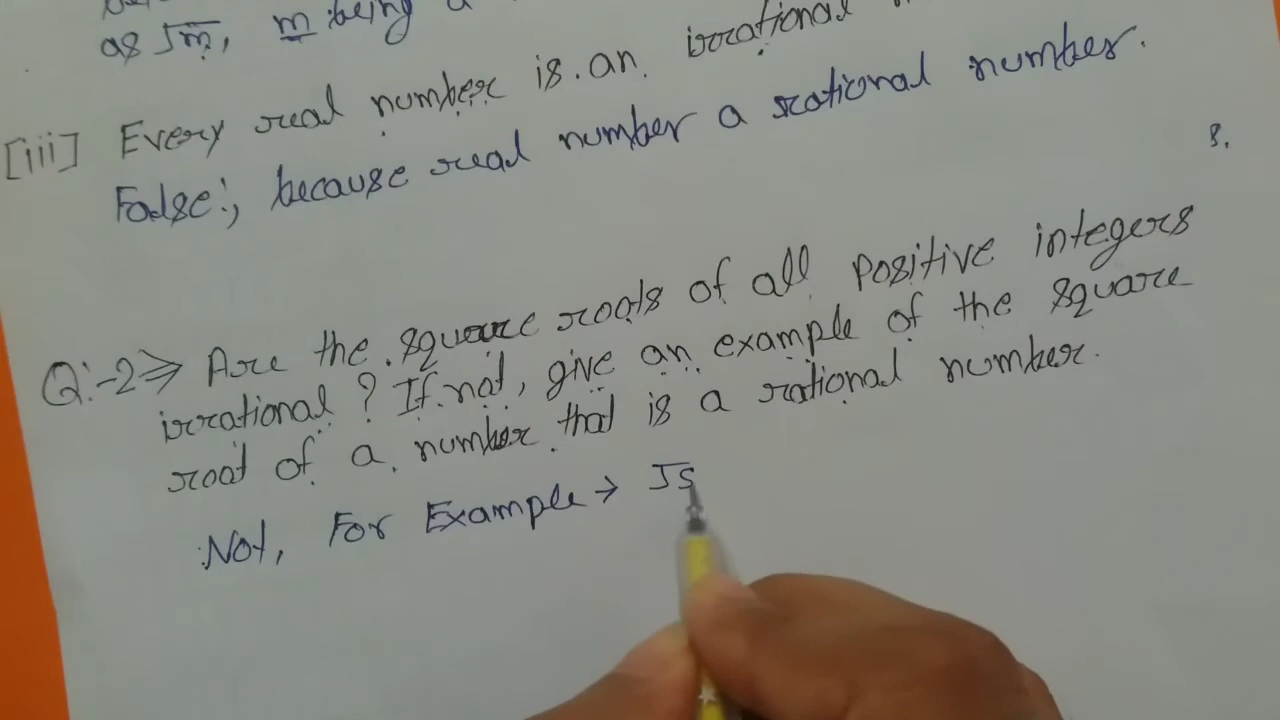 as √m, m being a
[iii] Every real number is an irrational
False:, because real number a rational number.
Q:-2⇒ Are the square roots of all positive integers
irrational? If not, give an example of the square
root of a number that is a rational number.
Not, For Example →